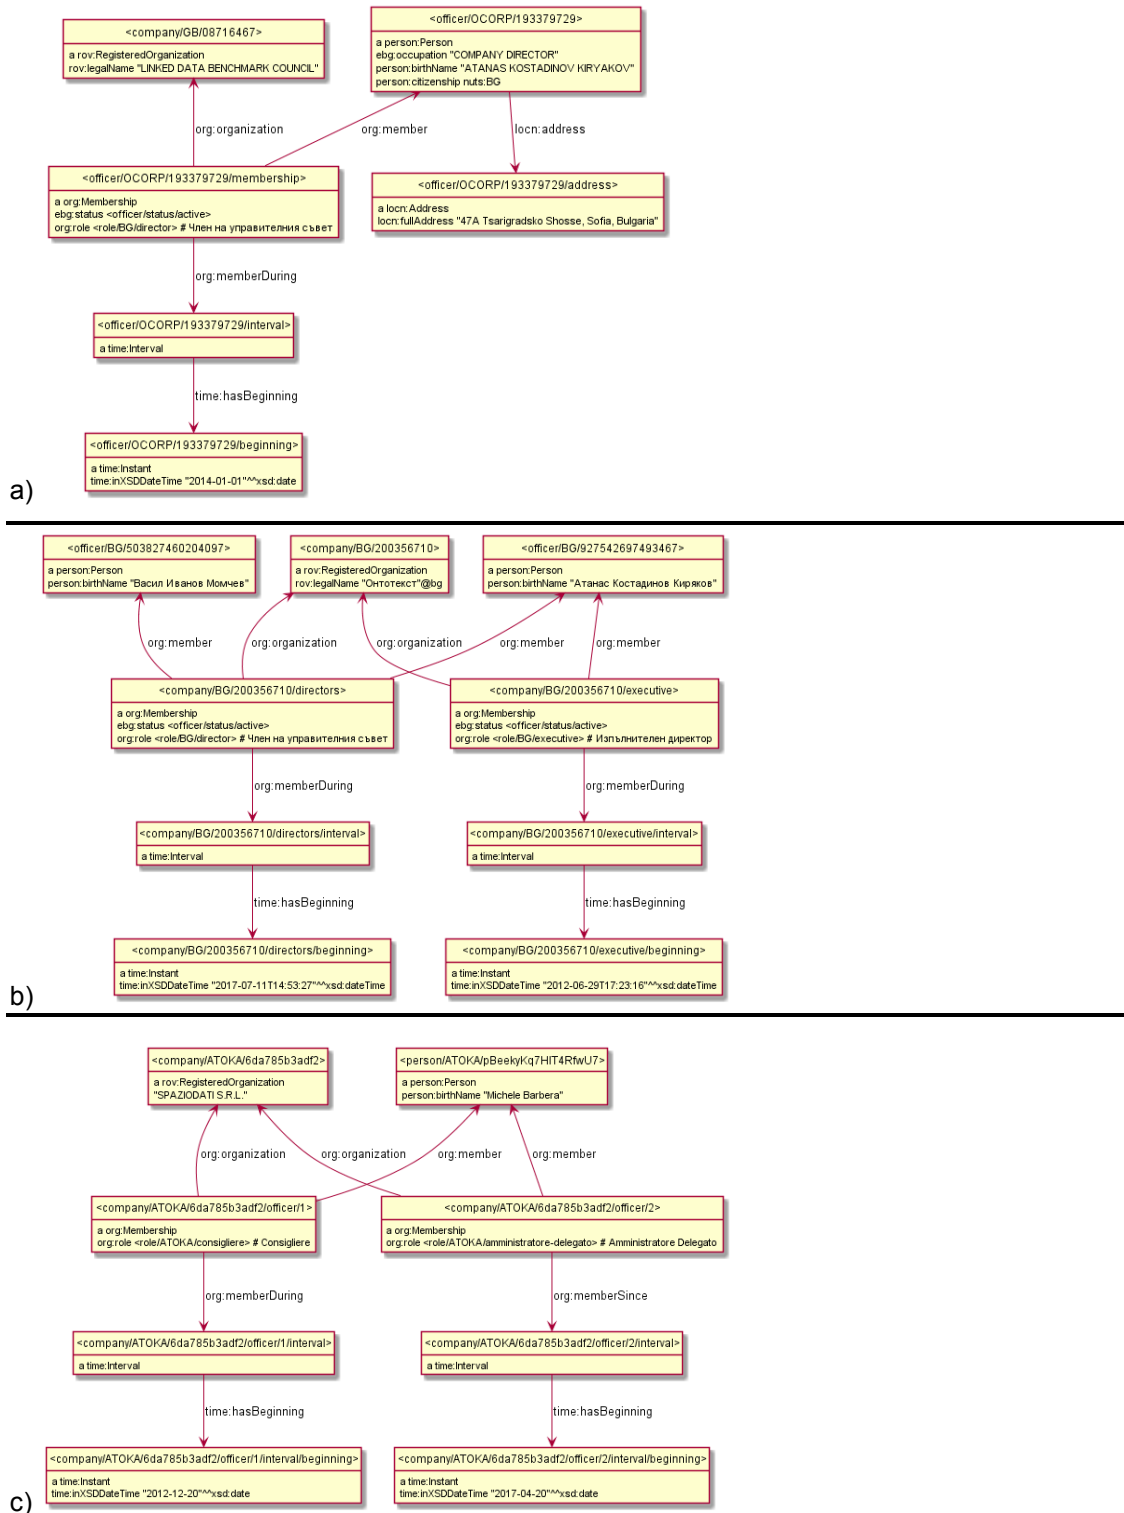 <company/GB/08716467>
a rov:RegisteredOrganization
rov:legalName "LINKED DATA BENCHMARK COUNCIL"
<officer/OCORP/193379729>
a person:Person
ebg:occupation "COMPANY DIRECTOR"
person:birthName "ATANAS KOSTADINOV KIRYAKOV"
person:citizenship nuts:BG
org:organization
org:member
locn:address
<officer/OCORP/193379729/membership>
a org:Membership
ebg:status <officer/status/active>
org:role <role/BG/director> # Член на управителния съвет
<officer/OCORP/193379729/address>
a locn:Address
locn:fullAddress "47A Tsarigradsko Shosse, Sofia, Bulgaria"
org:memberDuring
<officer/OCORP/193379729/interval>
a time:Interval
time:hasBeginning
<officer/OCORP/193379729/beginning>
a time:Instant
time:inXSDDateTime "2014-01-01"^^xsd:date
a)
<officer/BG/503827460204097>
a person:Person
person:birthName "Васил Иванов Момчев"
<company/BG/200356710>
a rov:RegisteredOrganization
rov:legalName "Онтотекст"@bg
<officer/BG/927542697493467>
a person:Person
person:birthName "Атанас Костадинов Киряков"
org:member
org:organization
org:organization
org:member
org:member
<company/BG/200356710/directors>
a org:Membership
ebg:status <officer/status/active>
org:role <role/BG/director> # Член на управителния съвет
<company/BG/200356710/executive>
a org:Membership
ebg:status <officer/status/active>
org:role <role/BG/executive> # Изпълнителен директор
org:memberDuring
org:memberDuring
<company/BG/200356710/directors/interval>
a time:Interval
<company/BG/200356710/executive/interval>
a time:Interval
time:hasBeginning
time:hasBeginning
<company/BG/200356710/directors/beginning>
a time:Instant
time:inXSDDateTime "2017-07-11T14:53:27"^^xsd:dateTime
<company/BG/200356710/executive/beginning>
a time:Instant
time:inXSDDateTime "2012-06-29T17:23:16"^^xsd:dateTime
b)
<company/ATOKA/6da785b3adf2>
a rov:RegisteredOrganization
"SPAZIODATI S.R.L."
<person/ATOKA/pBeekyKq7HIT4RfwU7>
a person:Person
person:birthName "Michele Barbera"
org:organization
org:organization
org:member
org:member
<company/ATOKA/6da785b3adf2/officer/1>
a org:Membership
org:role <role/ATOKA/consigliere> # Consigliere
<company/ATOKA/6da785b3adf2/officer/2>
a org:Membership
org:role <role/ATOKA/amministratore-delegato> # Amministratore Delegato
org:memberDuring
org:memberSince
<company/ATOKA/6da785b3adf2/officer/1/interval>
a time:Interval
<company/ATOKA/6da785b3adf2/officer/2/interval>
a time:Interval
time:hasBeginning
time:hasBeginning
<company/ATOKA/6da785b3adf2/officer/1/interval/beginning>
a time:Instant
time:inXSDDateTime "2012-12-20"^^xsd:date
<company/ATOKA/6da785b3adf2/officer/2/interval/beginning>
a time:Instant
time:inXSDDateTime "2017-04-20"^^xsd:date
c)